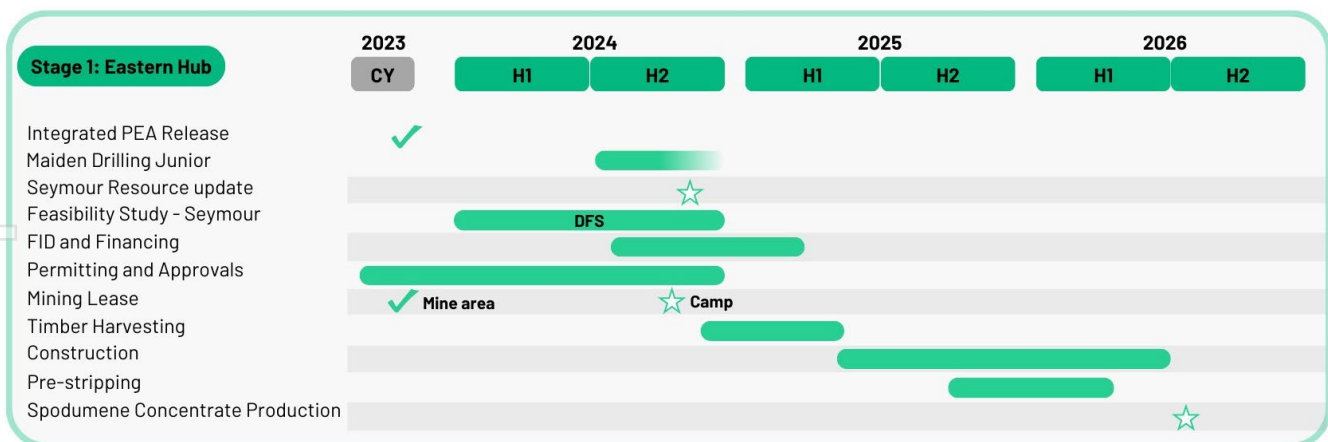 2023 2024 2025 2026
Stage 1: Eastern Hub CY H1 H2 H1 H2 H1 H2
Integrated PEA Release
Maiden Drilling Junior
Seymour Resource update
Feasibility Study - Seymour DFS
FID and Financing
Permitting and Approvals
Mining Lease Mine area Camp
Timber Harvesting
Construction
Pre-stripping
Spodumene Concentrate Production